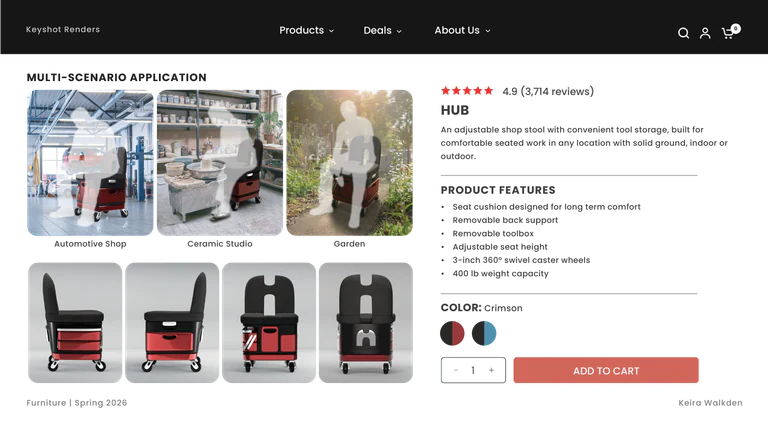 Keyshot Renders
Products
Deals
About Us
0
MULTI-SCENARIO APPLICATION
Automotive Shop
Ceramic Studio
Garden
4.9 (3,714 reviews)
HUB
An adjustable shop stool with convenient tool storage, built for
comfortable seated work in any location with solid ground, indoor or
outdoor.
PRODUCT FEATURES
• Seat cushion designed for long term comfort
• Removable back support
• Removable toolbox
• Adjustable seat height
• 3-inch 360° swivel caster wheels
• 400 lb weight capacity
COLOR: Crimson
- 1 +
ADD TO CART
Furniture | Spring 2026
Keira Walkden